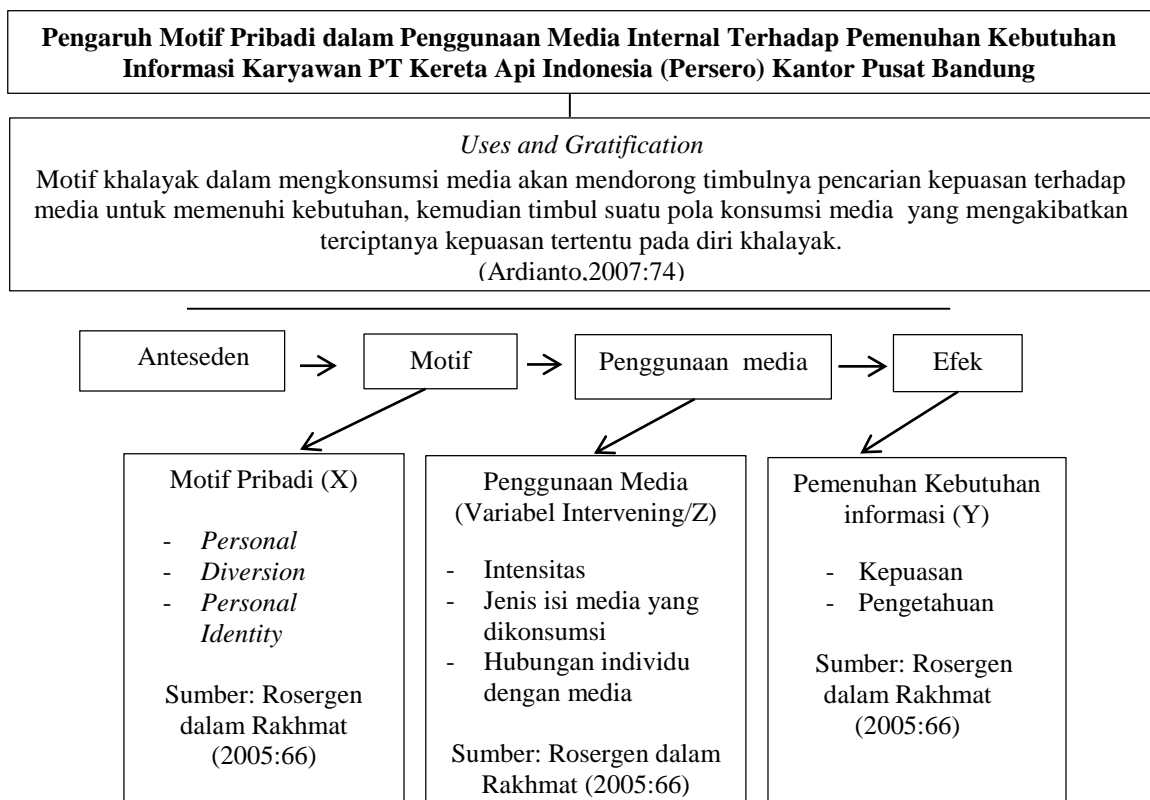 Pengaruh Motif Pribadi dalam Penggunaan Media Internal Terhadap Pemenuhan Kebutuhan
Informasi Karyawan PT Kereta Api Indonesia (Persero) Kantor Pusat Bandung
Uses and Gratification
Motif khalayak dalam mengkonsumsi media akan mendorong timbulnya pencarian kepuasan terhadap
media untuk memenuhi kebutuhan, kemudian timbul suatu pola konsumsi media yang mengakibatkan
terciptanya kepuasan tertentu pada diri khalayak.
(Ardianto,2007:74)
Anteseden
Motif
Penggunaan media
Efek
Motif Pribadi (X)
- Personal
- Diversion
- Personal
Identity
Sumber: Rosergen
dalam Rakhmat
(2005:66)
Penggunaan Media
(Variabel Intervening/Z)
- Intensitas
- Jenis isi media yang
dikonsumsi
- Hubungan individu
dengan media
Sumber: Rosergen dalam
Rakhmat (2005:66)
Pemenuhan Kebutuhan
informasi (Y)
- Kepuasan
- Pengetahuan
Sumber: Rosergen
dalam Rakhmat
(2005:66)